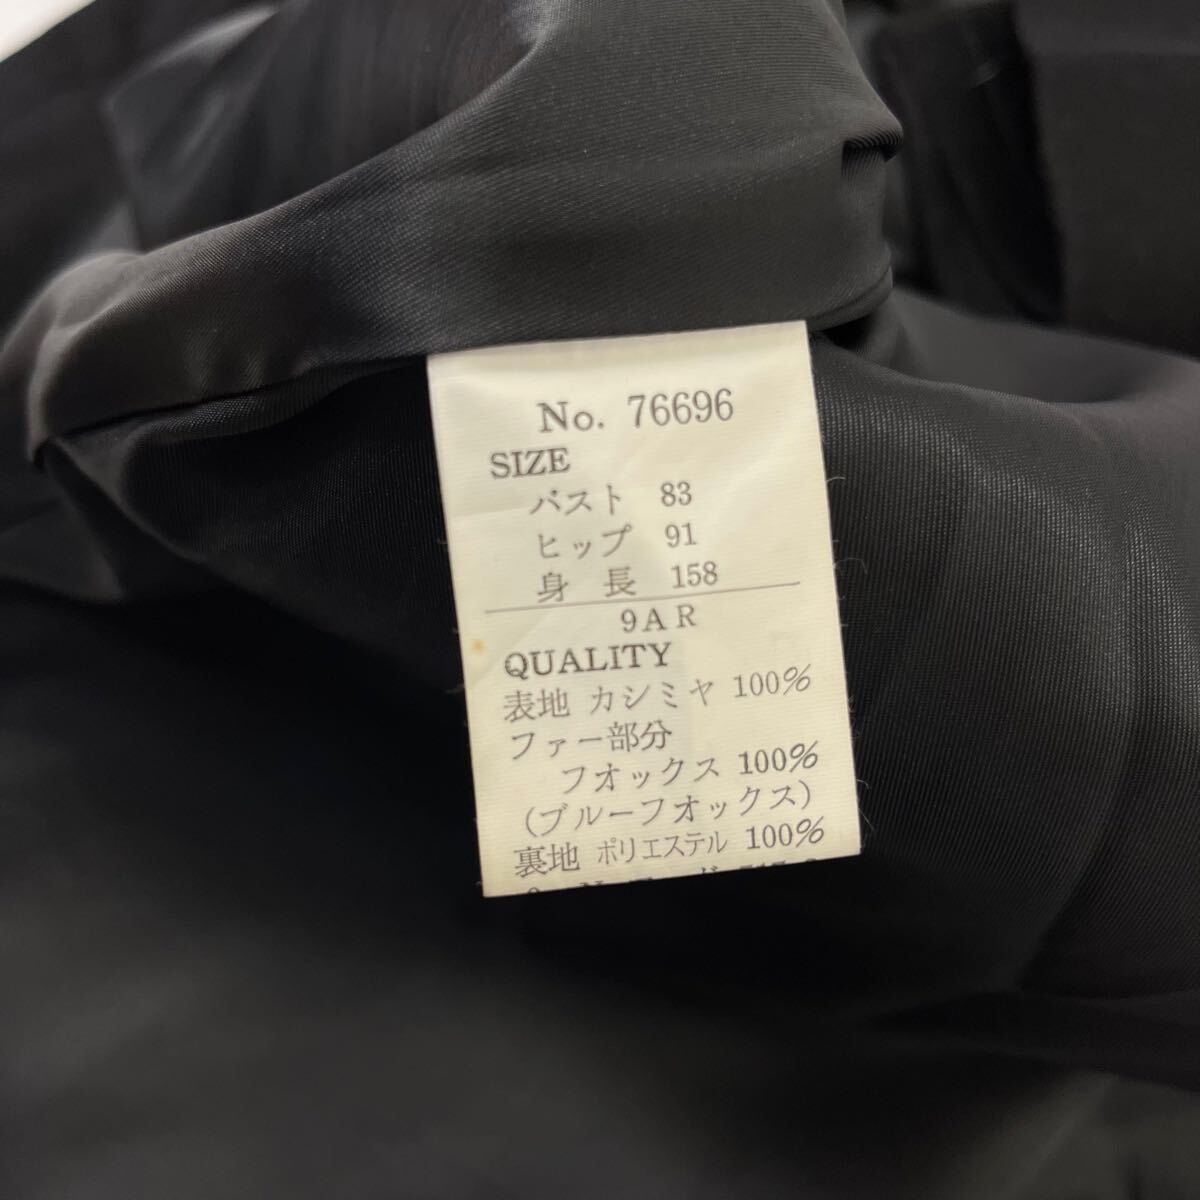 No. 76696
SIZE
バスト 83
ヒップ 91
身 長 158
9AR
QUALITY
表地 カシミヤ 100%
ファー部分
フオックス 100%
(ブルーフオックス)
裏地 ポリエステル 100%